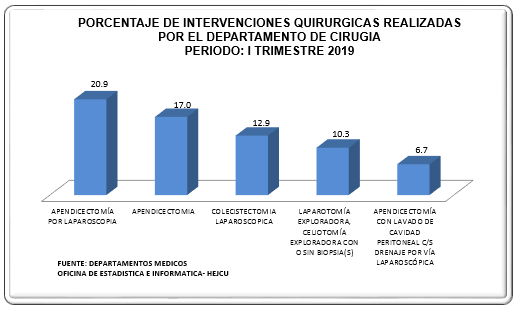 PORCENTAJE DE INTERVENCIONES QUIRURGICAS REALIZADAS
POR EL DEPARTAMENTO DE CIRUGIA
PERIODO: I TRIMESTRE 2019
20.9
17.0
12.9
10.3
6.7
APENDICECTOMÍA
POR LAPAROSCOPIA
APENDICECTOMIA
COLECISTECTOMIA
LAPAROSCÓPICA
LAPAROTOMÍA
EXPLORADORA,
CELIOTOMÍA
EXPLORADORA CON
O SIN BIOPSIA(S)
APENDICECTOMÍA
CON LAVADO DE
CAVIDAD
PERITONEAL C/S
DRENAJE POR VÍA
LAPAROSCÓPICA
FUENTE: DEPARTAMENTOS MEDICOS
OFICINA DE ESTADISTICA E INFORMATICA- HEJCU